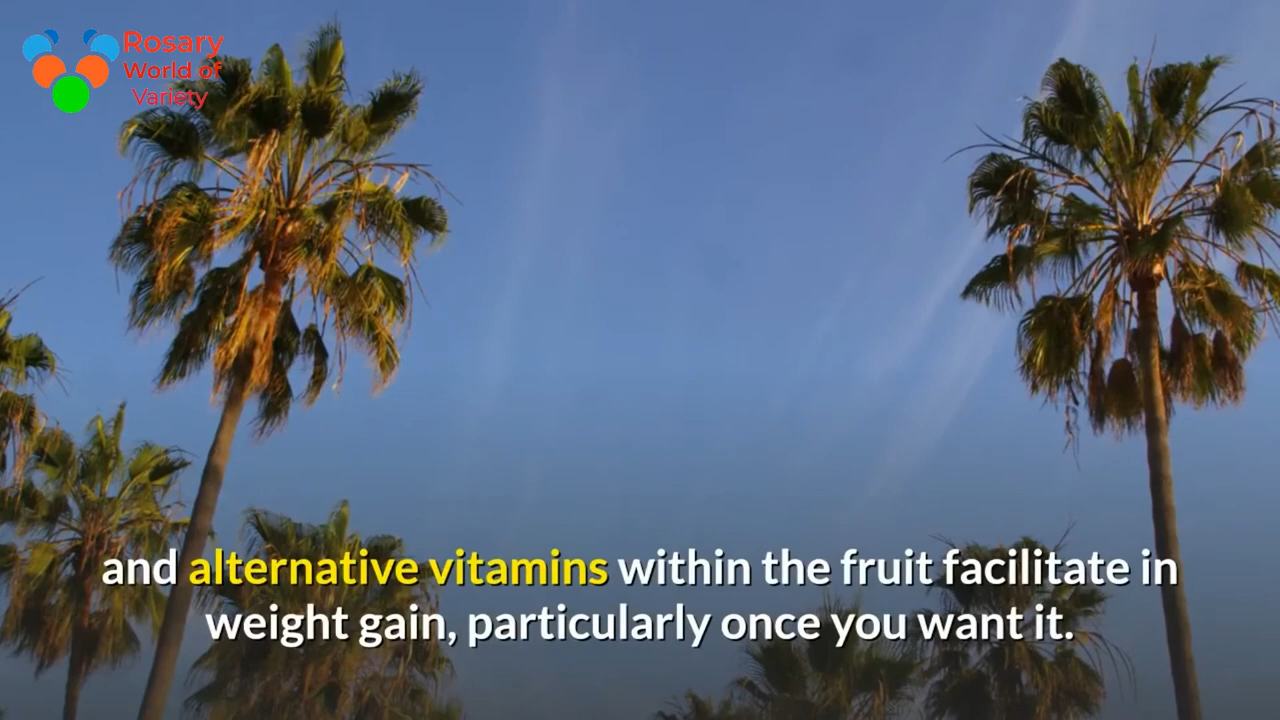 Rosary
World of
Variety
and alternative vitamins within the fruit facilitate in
weight gain, particularly once you want it.